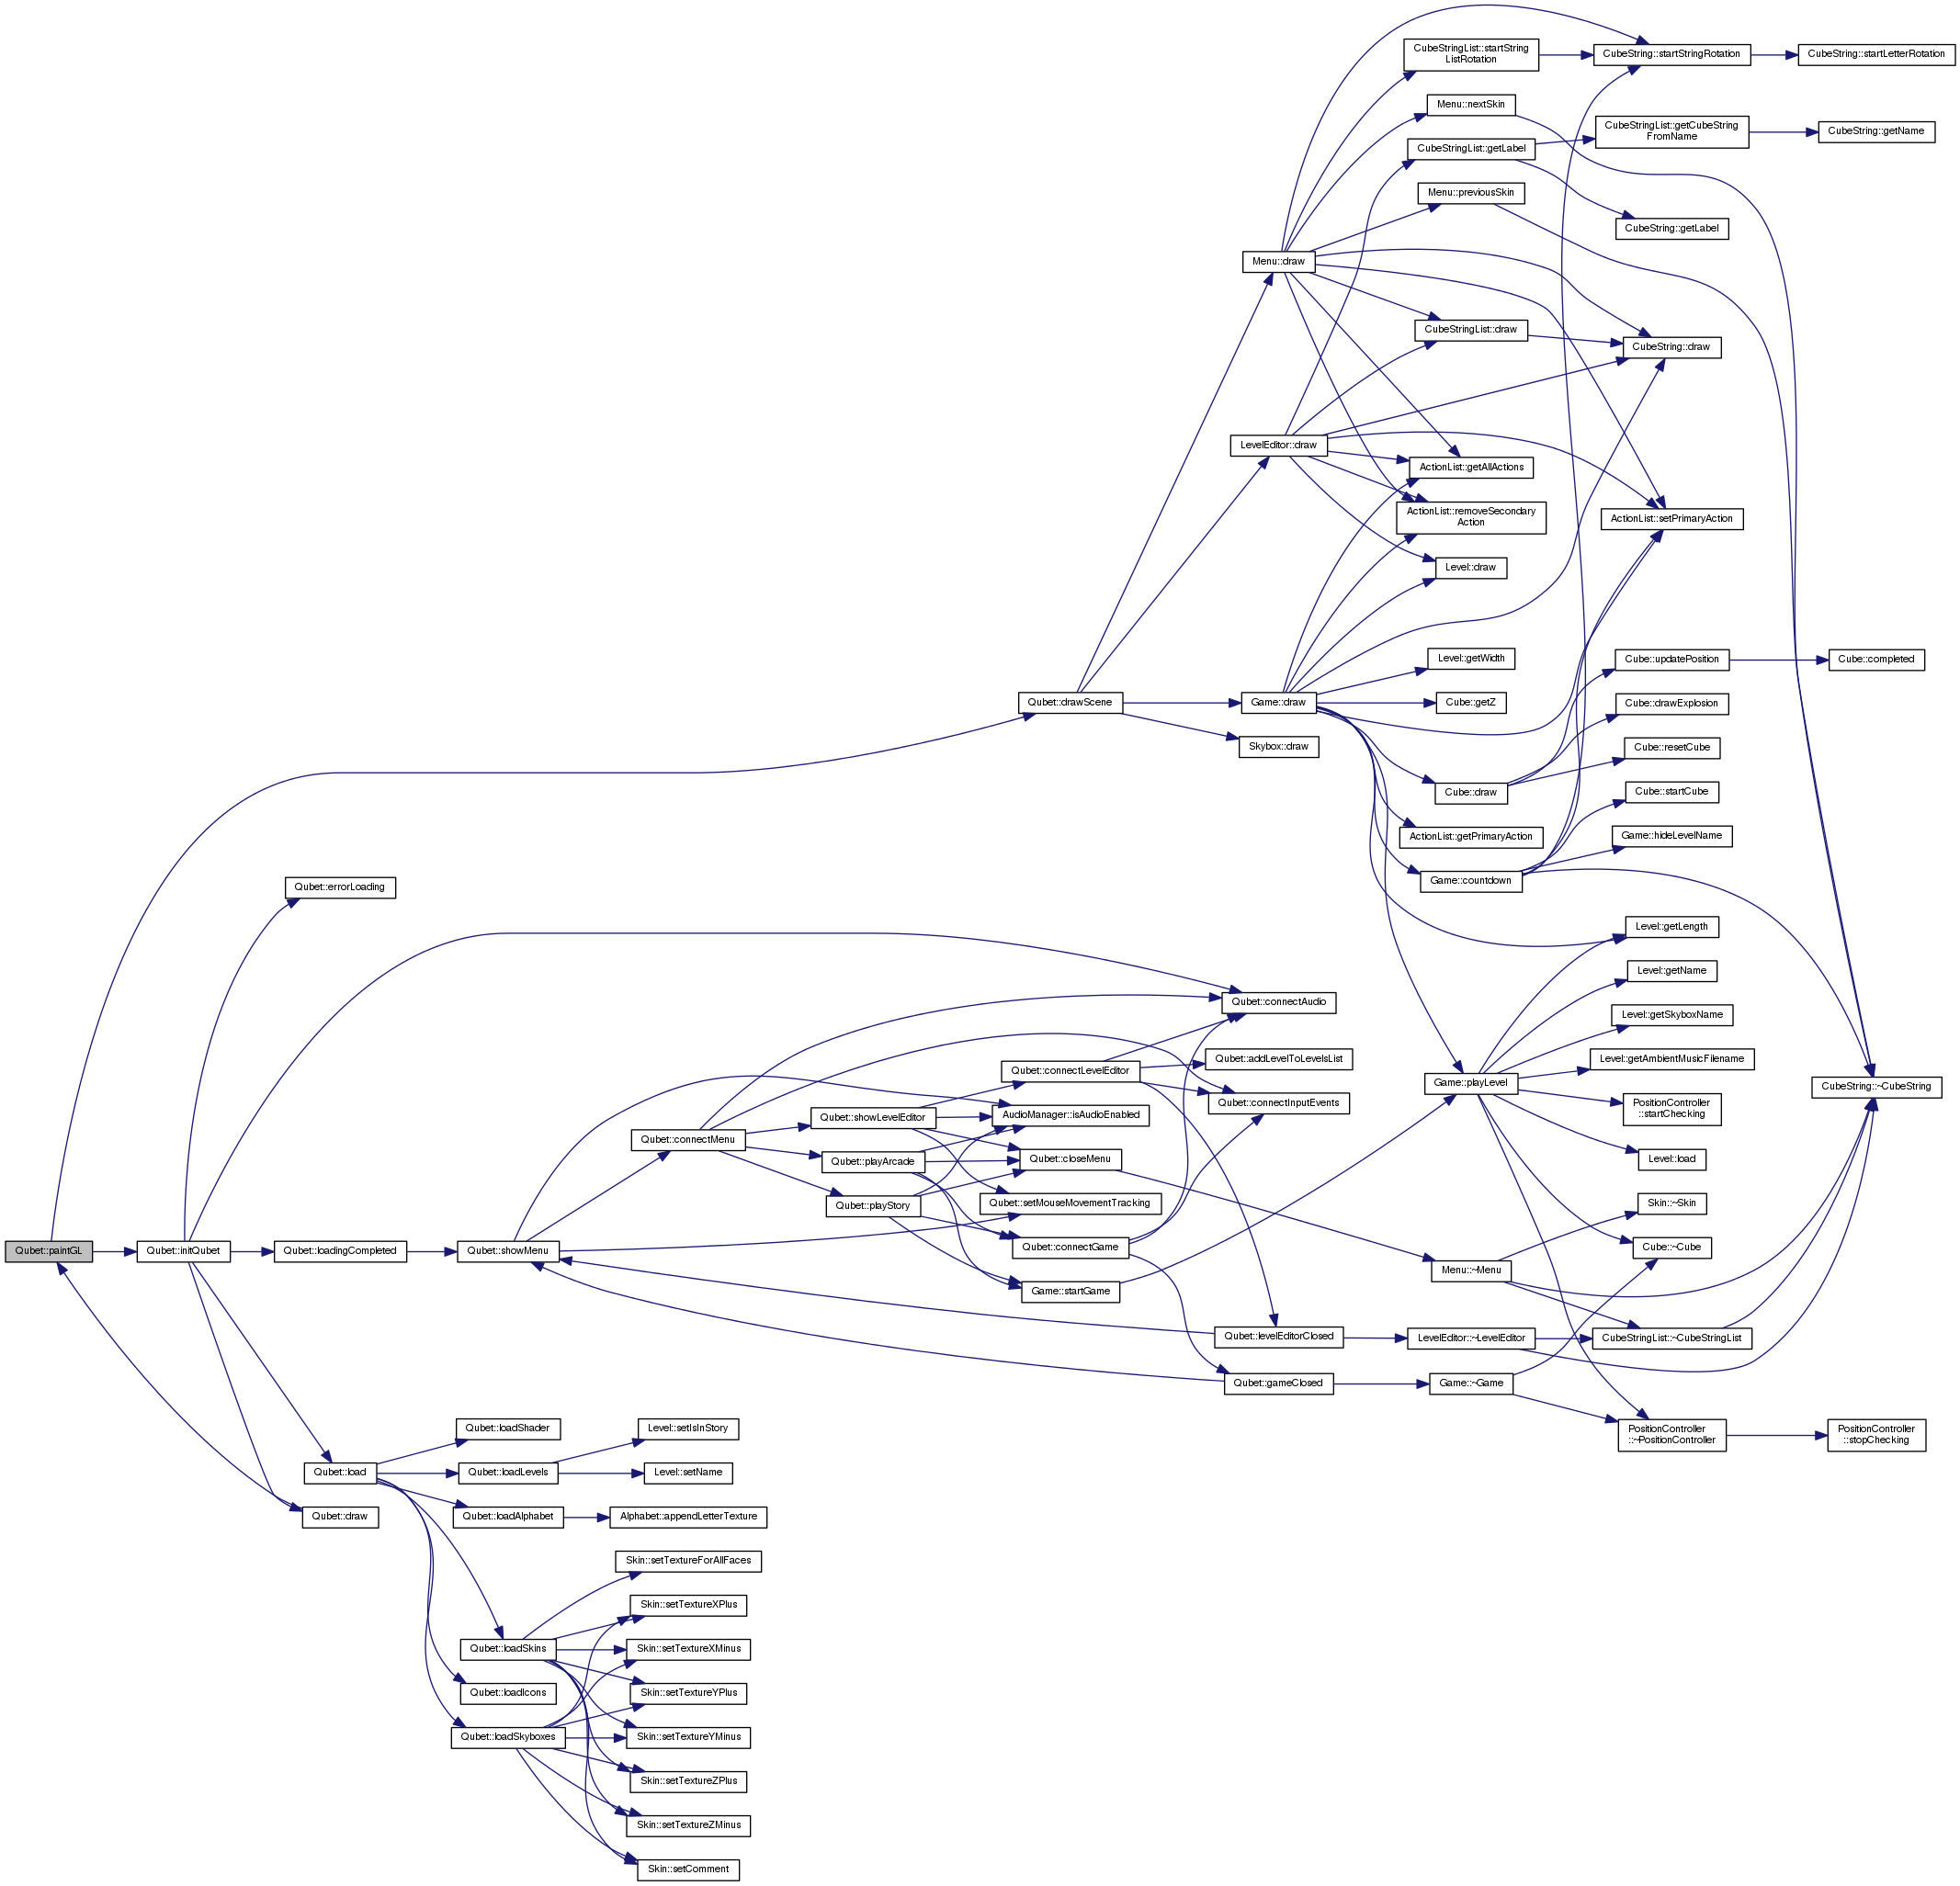 CubeStringList::startString
ListRotation
CubeString::startStringRotation
CubeString::startLetterRotation
Menu::nextSkin
CubeStringList::getCubeString
FromName
CubeString::getName
CubeStringList::getLabel
Menu::previousSkin
CubeString::getLabel
Menu::draw
CubeStringList::draw
CubeString::draw
LevelEditor::draw
ActionList::getAllActions
ActionList::removeSecondary
Action
ActionList::setPrimaryAction
Level::draw
Level::getWidth
Cube::updatePosition
Cube::completed
Qubet::drawScene
Game::draw
Cube::getZ
Cube::drawExplosion
Skybox::draw
Cube::resetCube
Cube::draw
Cube::startCube
ActionList::getPrimaryAction
Game::hideLevelName
Game::countdown
Qubet::errorLoading
Level::getLength
Level::getName
Qubet::connectAudio
Level::getSkyboxName
Qubet::addLevelToLevelsList
Level::getAmbientMusicFilename
Qubet::connectLevelEditor
Game::playLevel
CubeString::~CubeString
Qubet::connectInputEvents
PositionController
::startChecking
Qubet::showLevelEditor
AudioManager::isAudioEnabled
Qubet::connectMenu
Qubet::playArcade
Qubet::closeMenu
Level::load
Qubet::playStory
Qubet::setMouseMovementTracking
Skin::~Skin
Qubet::paintGL
Qubet::initQubet
Qubet::loadingCompleted
Qubet::showMenu
Qubet::connectGame
Cube::~Cube
Menu::~Menu
Game::startGame
Qubet::levelEditorClosed
LevelEditor::~LevelEditor
CubeStringList::~CubeStringList
Qubet::gameClosed
Game::~Game
Qubet::loadShader
Level::setIsInStory
PositionController
::~PositionController
PositionController
::stopChecking
Qubet::load
Qubet::loadLevels
Level::setName
Qubet::draw
Qubet::loadAlphabet
Alphabet::appendLetterTexture
Skin::setTextureForAllFaces
Skin::setTextureXPlus
Qubet::loadSkins
Skin::setTextureXMinus
Qubet::loadIcons
Skin::setTextureYPlus
Qubet::loadSkyboxes
Skin::setTextureYMinus
Skin::setTextureZPlus
Skin::setTextureZMinus
Skin::setComment